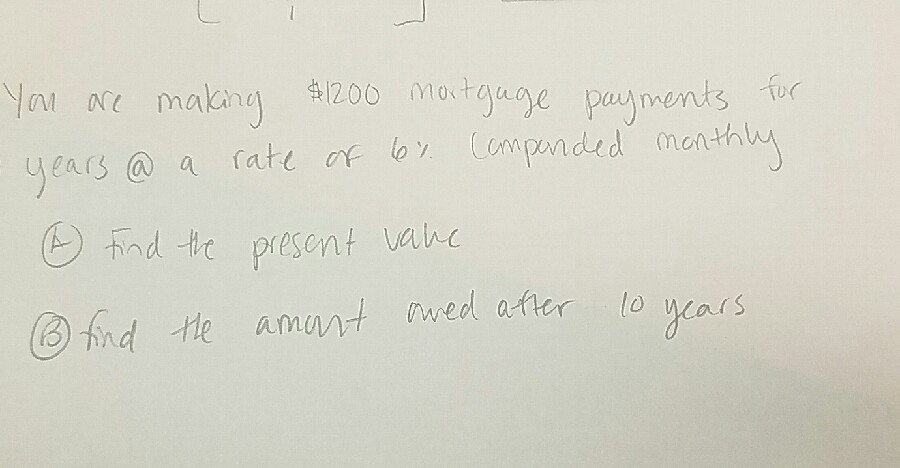 You are making $1200 mortgage payments for
years @ a rate of 6% Compounded monthly
(A) Find the present value
(B) find the amount owed after 10 years